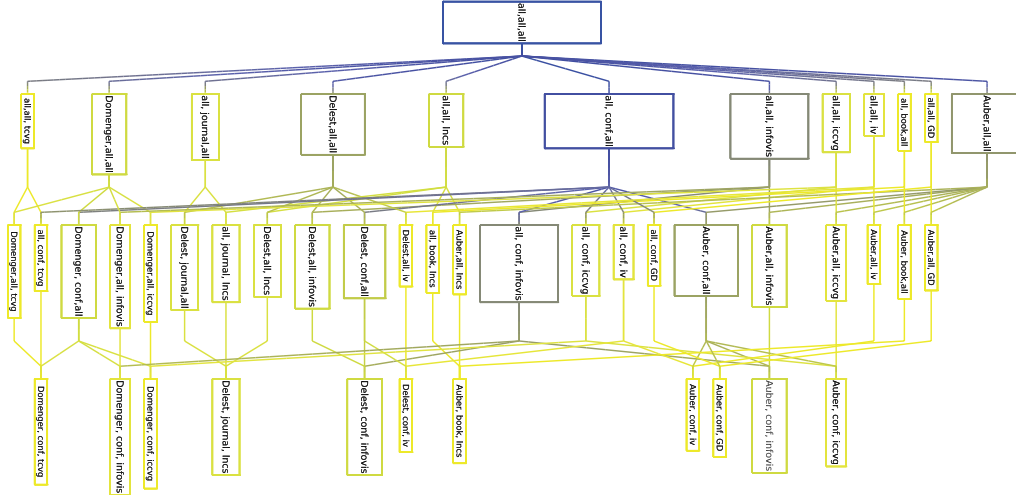 all,all,all
all,all, tcvg
Domenger,all,all
all, journal,all
Delest,all,all
all,all, lncs
all, conf,all
all,all, infovis
all,all, iccvg
all,all, iv
all, book,all
all,all, GD
Auber,all,all
Domenger,all, tcvg
all, conf, tcvg
Domenger, conf,all
Domenger,all, infovis
Domenger,all, iccvg
Delest, journal,all
all, journal, lncs
Delest,all, lncs
Delest,all, infovis
Delest, conf,all
Delest,all, iv
all, book, lncs
Auber,all, lncs
all, conf, infovis
all, conf, iccvg
all, conf, iv
all, conf, GD
Auber, conf,all
Auber,all, infovis
Auber,all, iccvg
Auber,all, iv
Auber, book,all
Auber,all, GD
Domenger, conf, tcvg
Domenger, conf, infovis
Domenger, conf, iccvg
Delest, journal, lncs
Delest, conf, infovis
Delest, conf, iv
Auber, book, lncs
Auber, conf, iv
Auber, conf, GD
Auber, conf, infovis
Auber, conf, iccvg